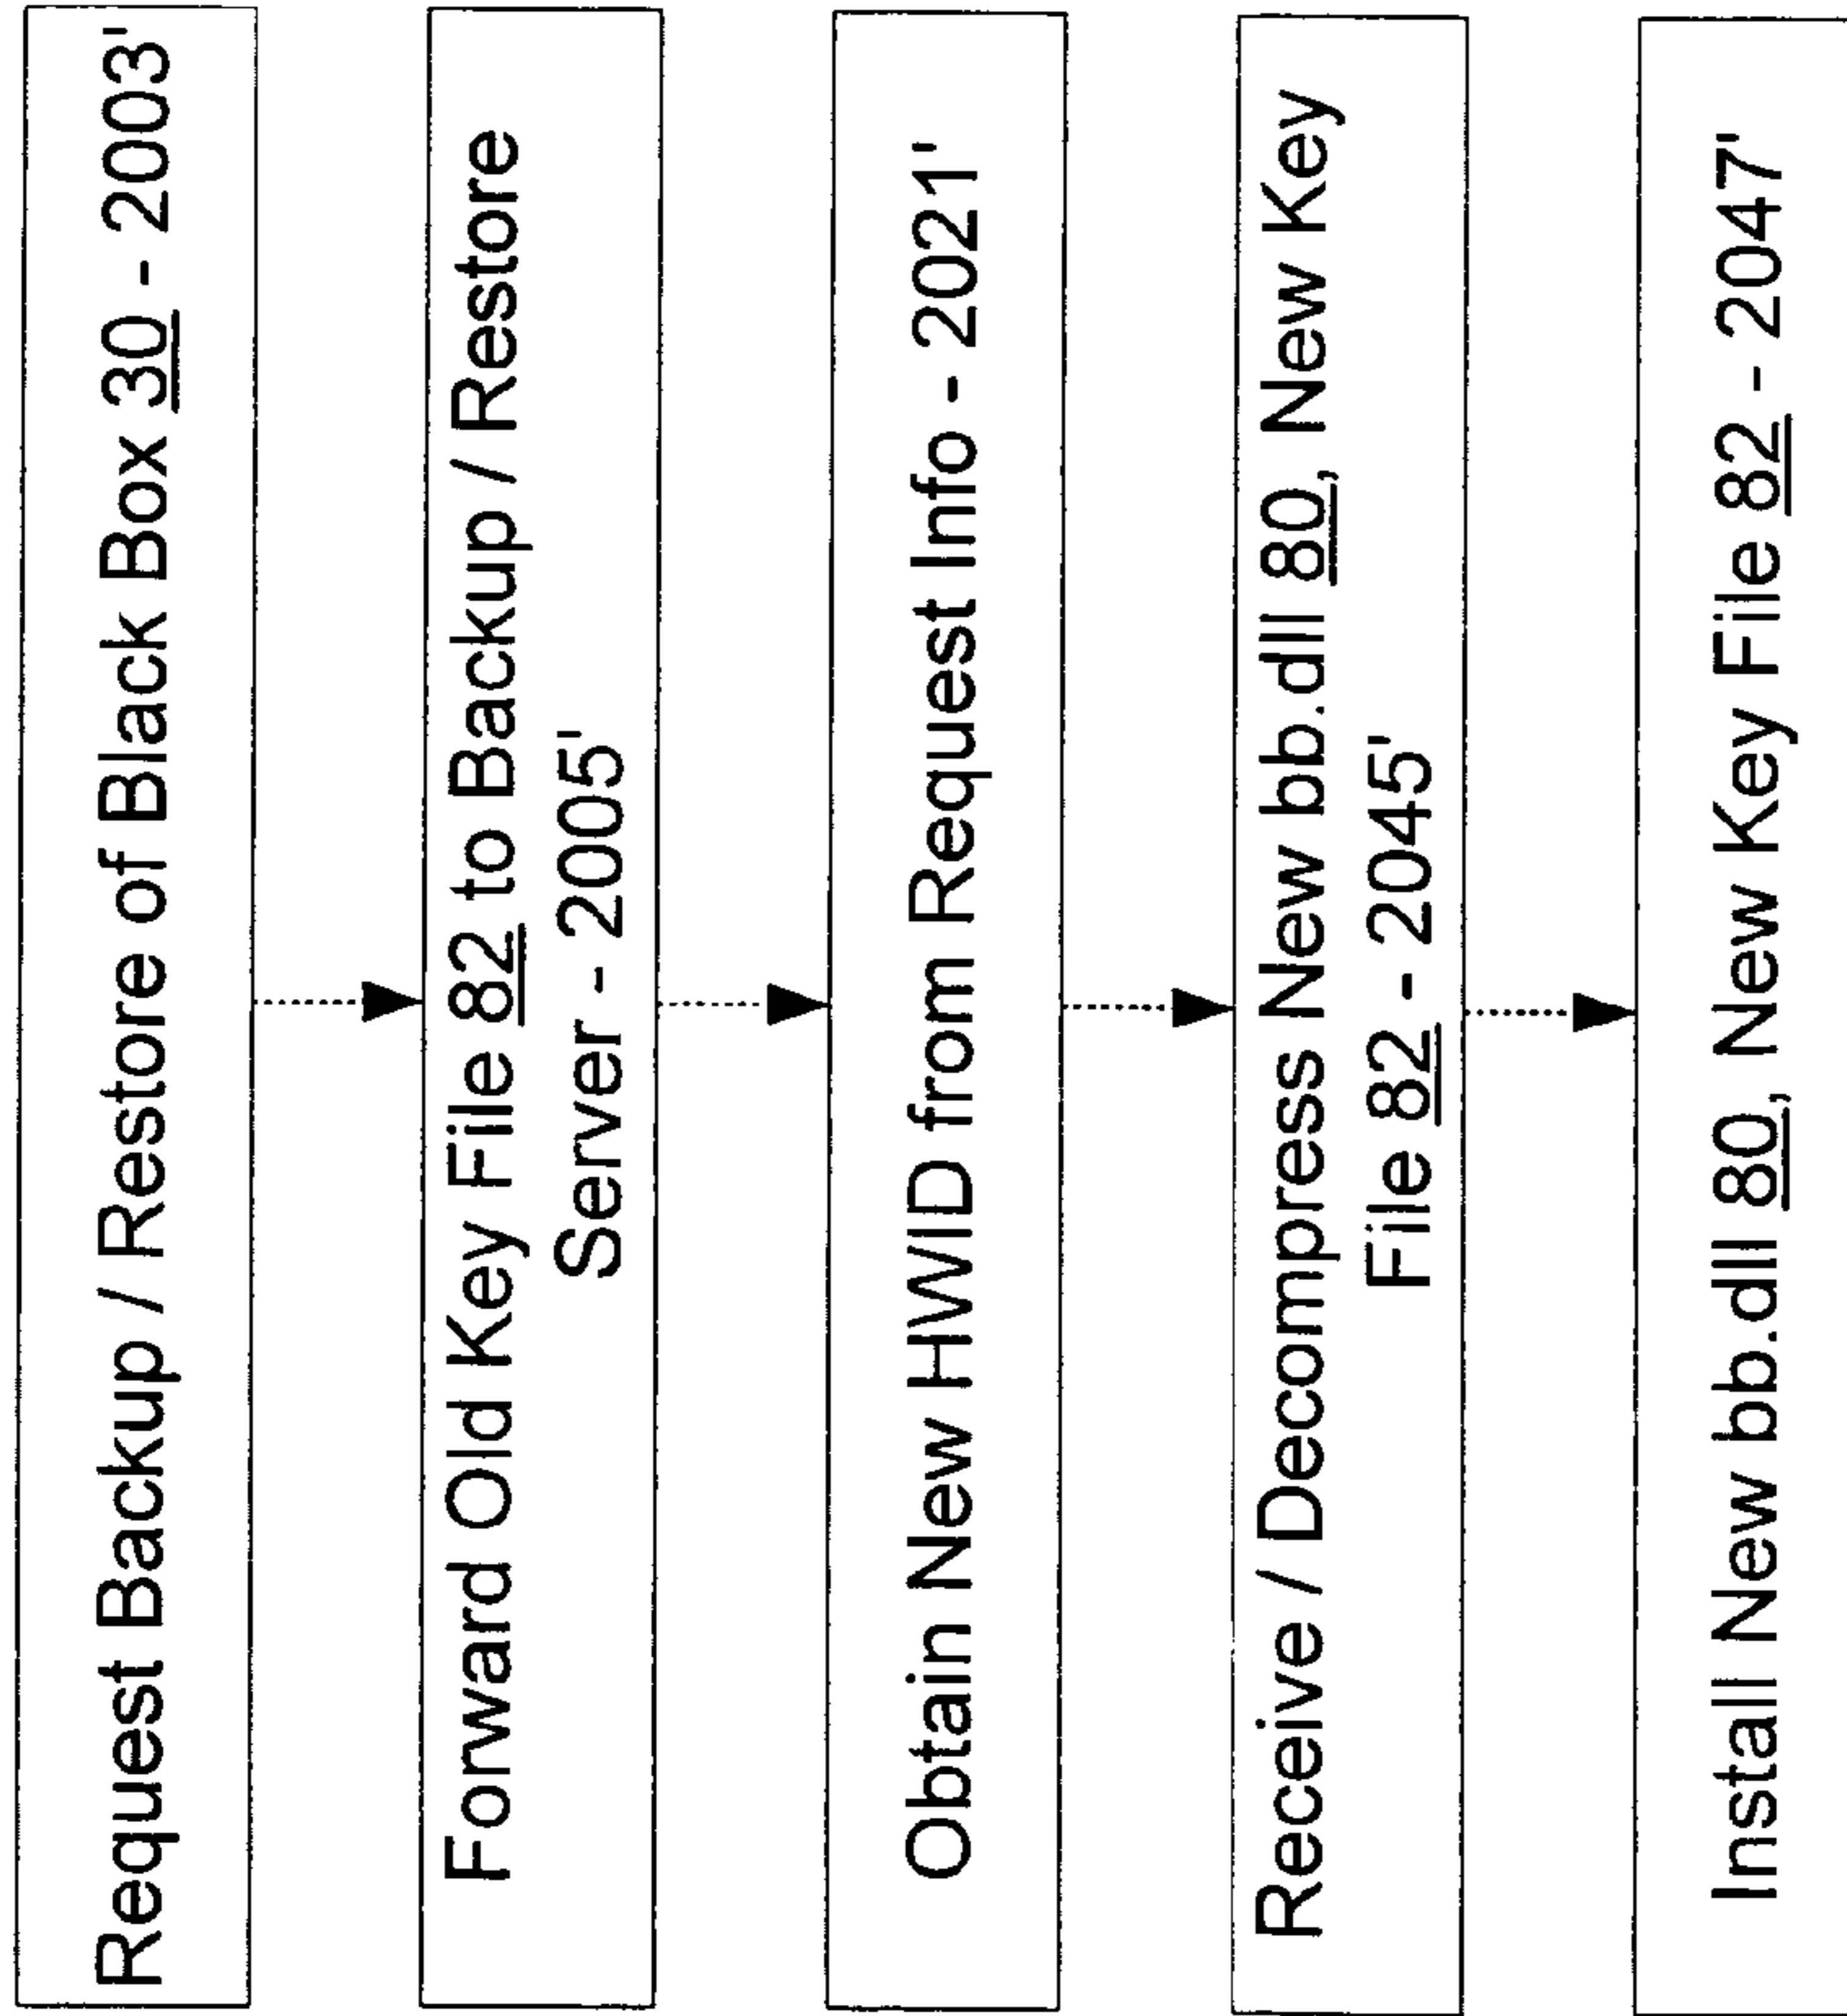 Request Backup / Restore of Black Box 30 - 2003'
Forward Old Key File 82 to Backup / Restore
Server - 2005'
Obtain New HWID from Request Info - 2021'
Receive / Decompress New bb.dll 80, New Key
File 82 - 2045'
Install New bb.dll 80, New Key File 82 - 2047'